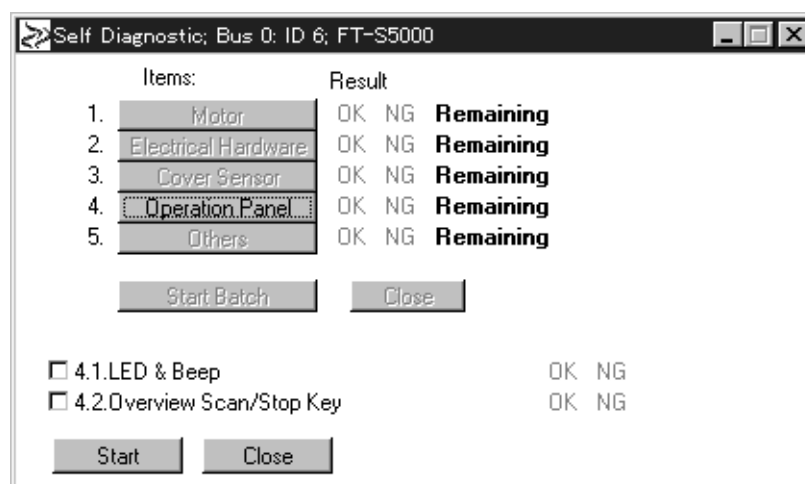 Self Diagnostic; Bus 0: ID 6; FT-S5000
Items: Result
1. Motor OK NG Remaining
2. Electrical Hardware OK NG Remaining
3. Cover Sensor OK NG Remaining
4. Operation Panel OK NG Remaining
5. Others OK NG Remaining
Start Batch Close
4.1.LED & Beep OK NG
4.2.Overview Scan/Stop Key OK NG
Start Close